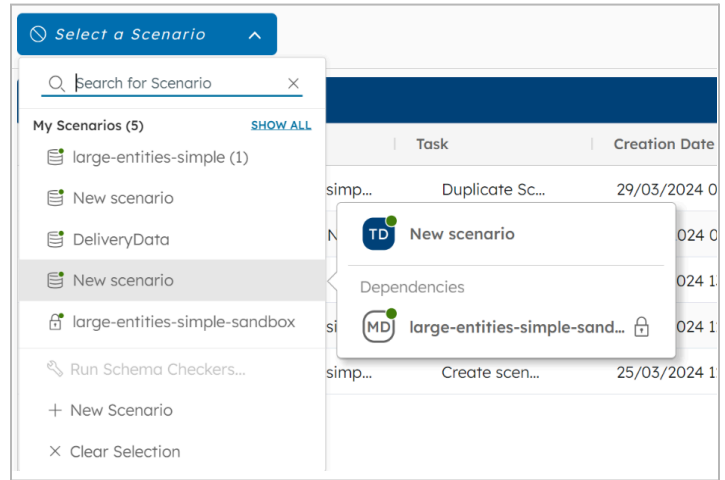 Select a Scenario
Search for Scenario
My Scenarios (5) SHOW ALL
large-entities-simple (1)
New scenario
DeliveryData
New scenario
large-entities-simple-sandbox
Run Schema Checkers...
+ New Scenario
Clear Selection
Task Creation Date
simp... Duplicate Sc... 29/03/2024 0
N 024 0
024 1
si 024 1
simp... Create scen... 25/03/2024 1
TD New scenario
Dependencies
MD large-entities-simple-sand...